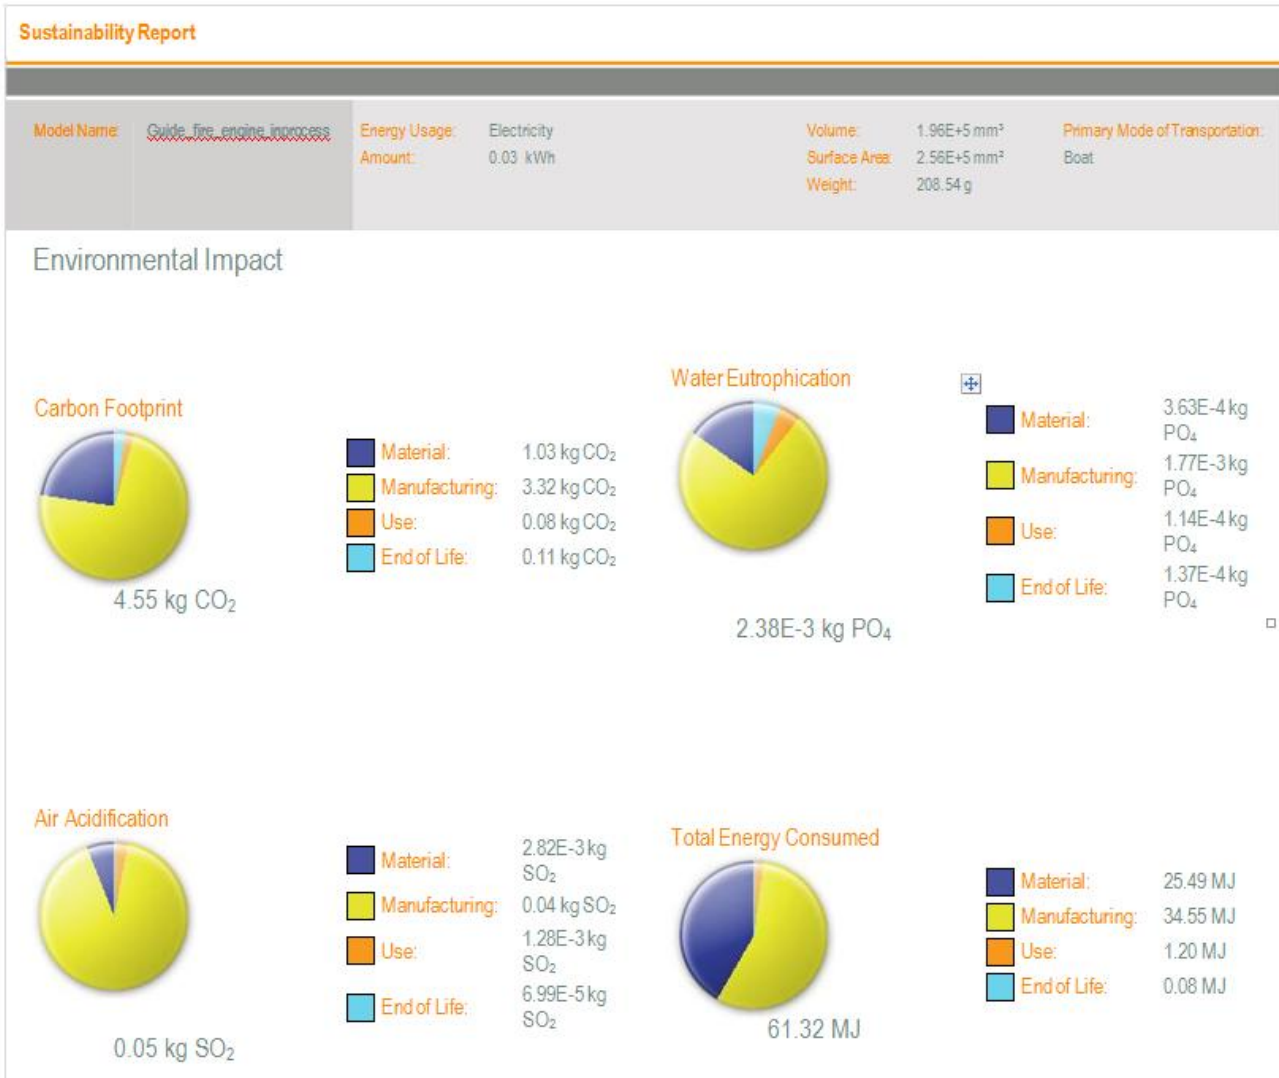 Sustainability Report
Model Name: Guide_fire_engine_inprocess Energy Usage: Electricity Volume: 1.96E+5 mm³ Primary Mode of Transportation:
Amount: 0.03 kWh Surface Area: 2.56E+5 mm² Boat
Weight: 208.54 g
Environmental Impact
Carbon Footprint
Material: 1.03 kg CO₂
Manufacturing: 3.32 kg CO₂
Use: 0.08 kg CO₂
End of Life: 0.11 kg CO₂
4.55 kg CO₂
Water Eutrophication
Material: 3.63E-4 kg
PO₄
Manufacturing: 1.77E-3 kg
PO₄
Use: 1.14E-4 kg
PO₄
End of Life: 1.37E-4 kg
PO₄
2.38E-3 kg PO₄
Air Acidification
Material: 2.82E-3 kg
SO₂
Manufacturing: 0.04 kg SO₂
Use: 1.28E-3 kg
SO₂
End of Life: 6.99E-5 kg
SO₂
0.05 kg SO₂
Total Energy Consumed
Material: 25.49 MJ
Manufacturing: 34.55 MJ
Use: 1.20 MJ
End of Life: 0.08 MJ
61.32 MJ